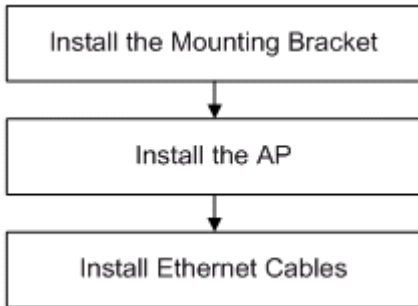 Install the Mounting Bracket
Install the AP
Install Ethernet Cables